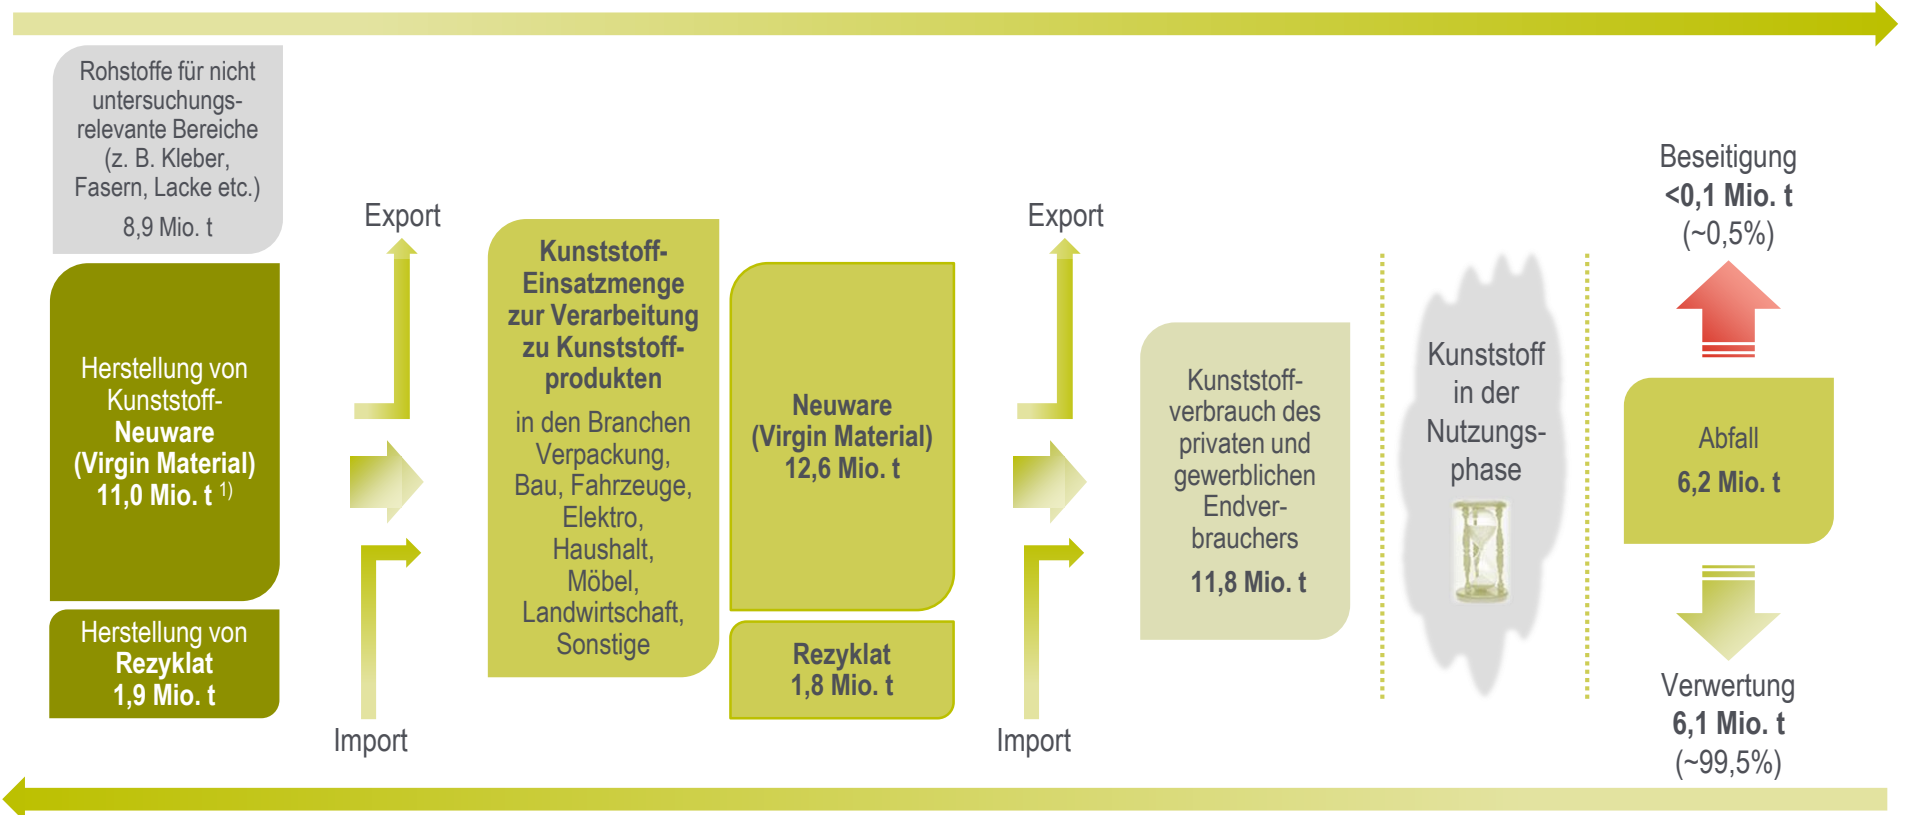 Rohstoffe für nicht
untersuchungs-
relevante Bereiche
(z. B. Kleber,
Fasern, Lacke etc.)
8,9 Mio. t
Herstellung von
Kunststoff-
Neuware
(Virgin Material)
11,0 Mio. t 1)
Herstellung von
Rezyklat
1,9 Mio. t
Export
Import
Kunststoff-
Einsatzmenge
zur Verarbeitung
zu Kunststoff-
produkten
in den Branchen
Verpackung,
Bau, Fahrzeuge,
Elektro,
Haushalt,
Möbel,
Landwirtschaft,
Sonstige
Neuware
(Virgin Material)
12,6 Mio. t
Rezyklat
1,8 Mio. t
Export
Import
Kunststoff-
verbrauch des
privaten und
gewerblichen
Endver-
brauchers
11,8 Mio. t
Kunststoff
in der
Nutzungs-
phase
Beseitigung
<0,1 Mio. t
(~0,5%)
Abfall
6,2 Mio. t
Verwertung
6,1 Mio. t
(~99,5%)